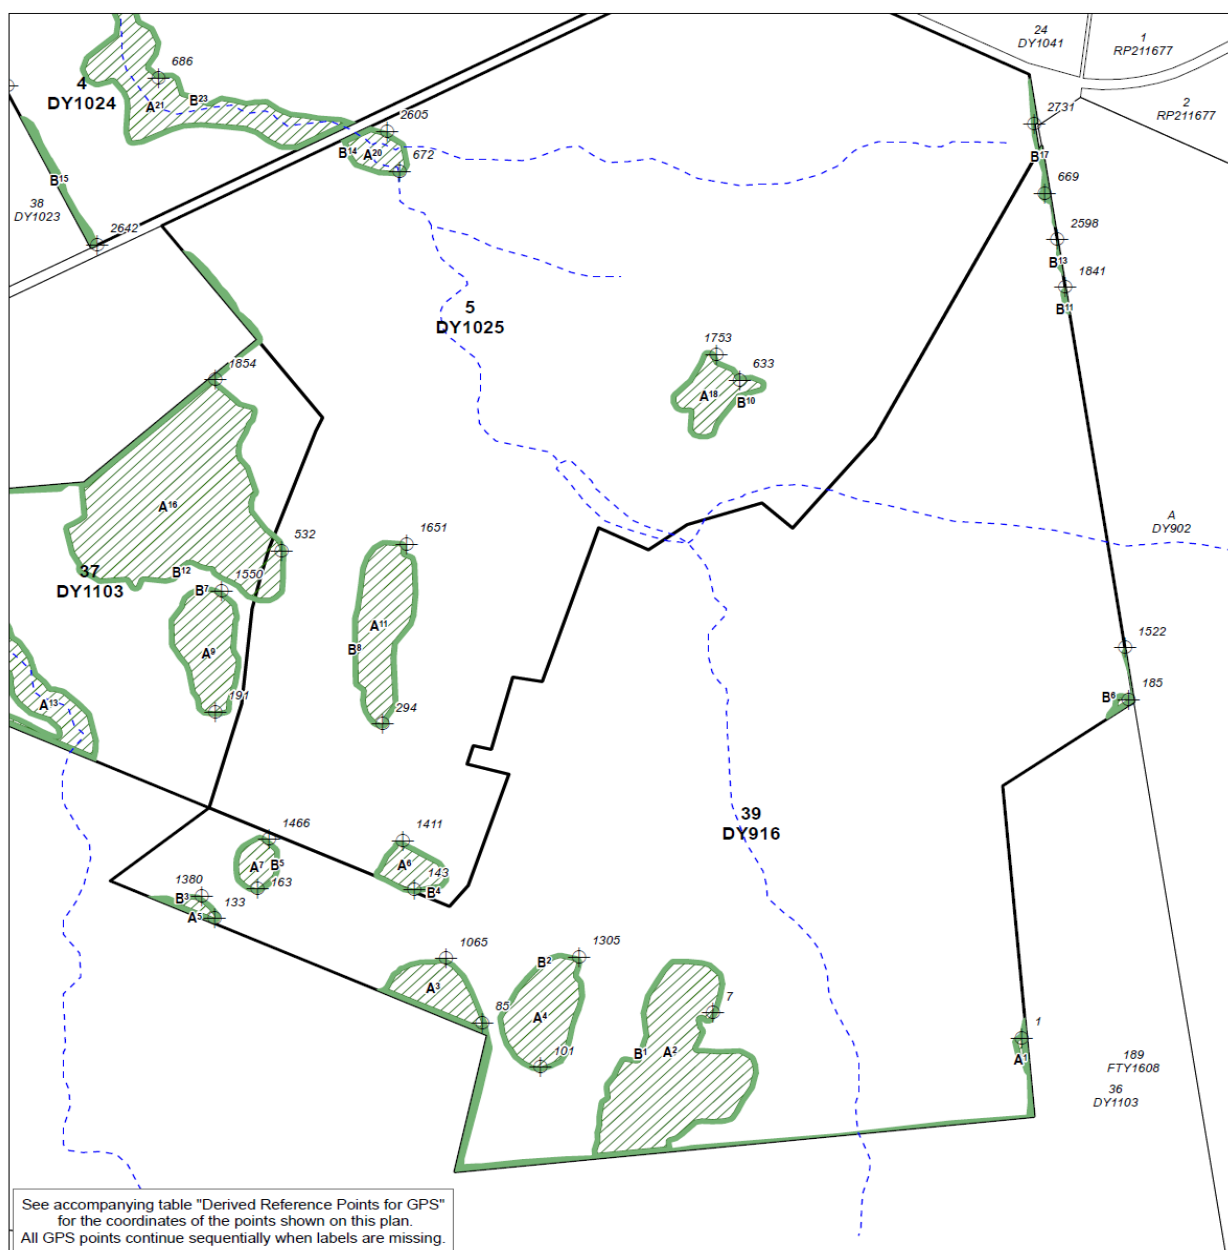 24
DY1041
1
RP211677
686
4
DY1024
A21
B23
2605
2
RP211677
2731
B14
A20
672
B17
B15
669
38
DY1023
2642
2598
B13
1841
B11
5
DY1025
1753
1854
633
A18
B10
A16
A
DY902
1651
532
37
DY1103
B12
1550
B7
A11
1522
B8
A9
185
B6
A13
191
294
39
DY916
1466
1411
A7
B5
A6
163
143
B4
1380
B3
133
A5
1065
1305
B2
A3
7
85
A4
1
B1
A2
A1
101
189
FTY1608
36
DY1103
See accompanying table "Derived Reference Points for GPS"
for the coordinates of the points shown on this plan.
All GPS points continue sequentially when labels are missing.